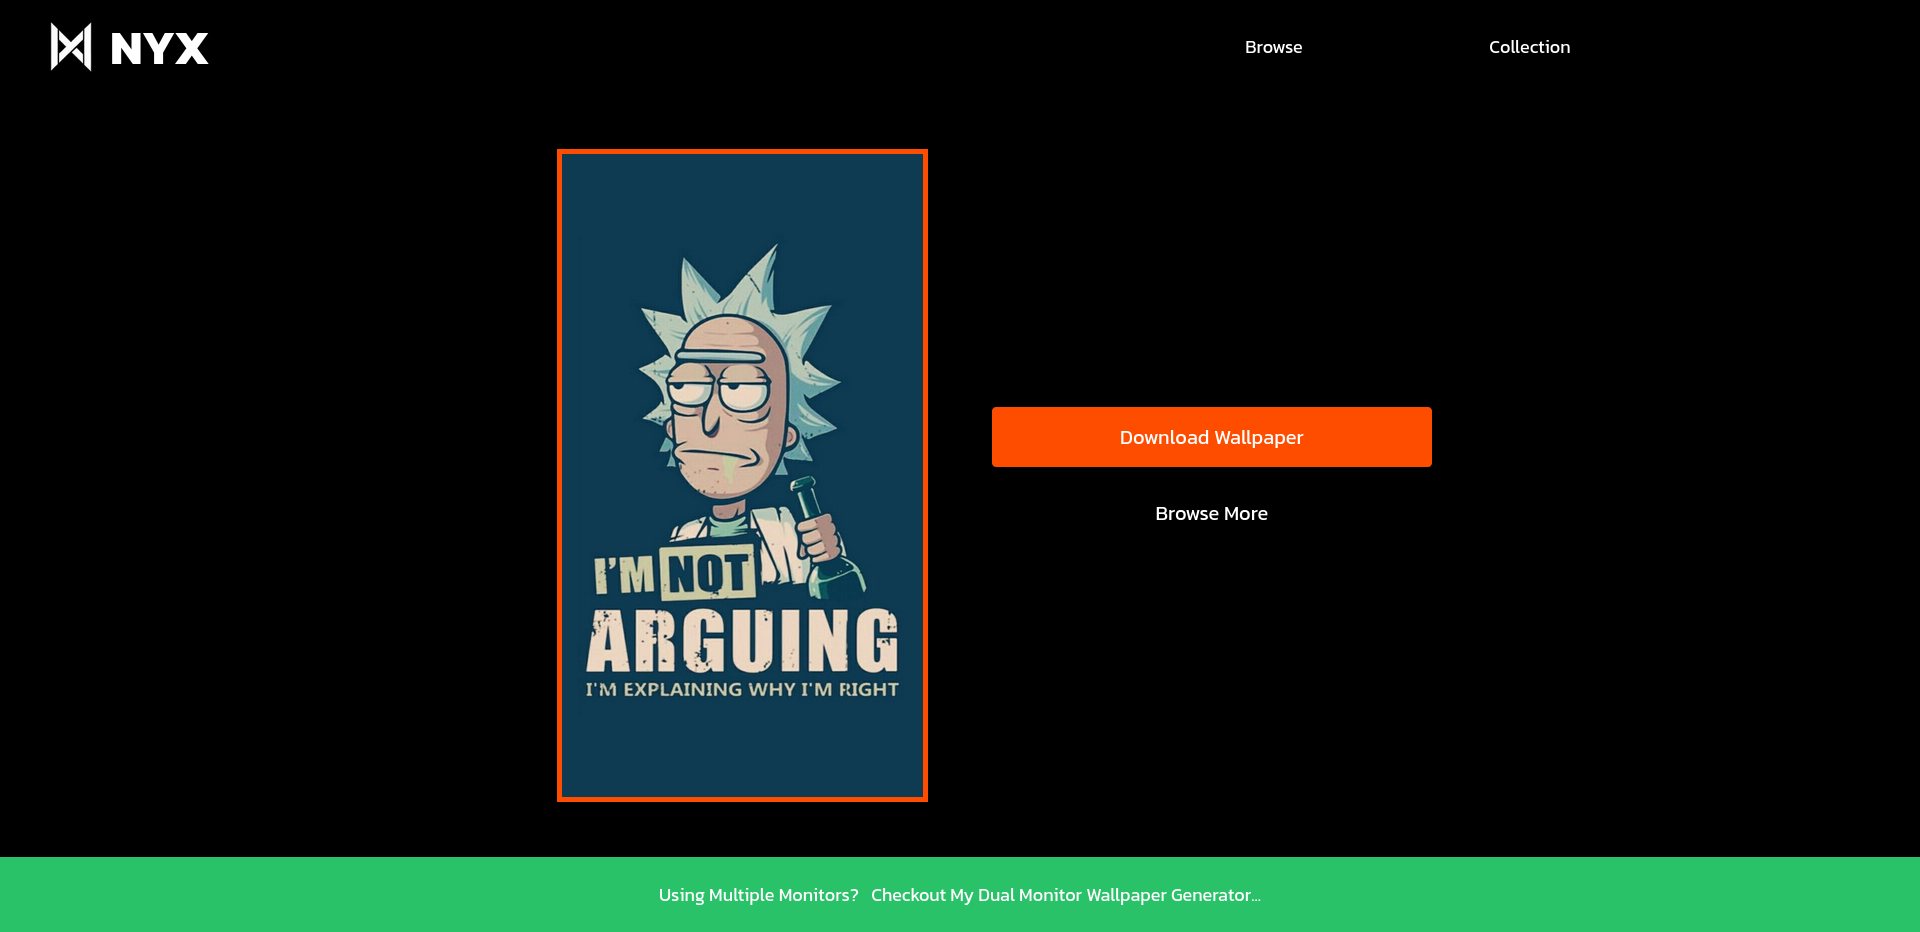 NYX
Browse
Collection
I'M NOT
ARGUING
I'M EXPLAINING WHY I'M RIGHT
Download Wallpaper
Browse More
Using Multiple Monitors? Checkout My Dual Monitor Wallpaper Generator...